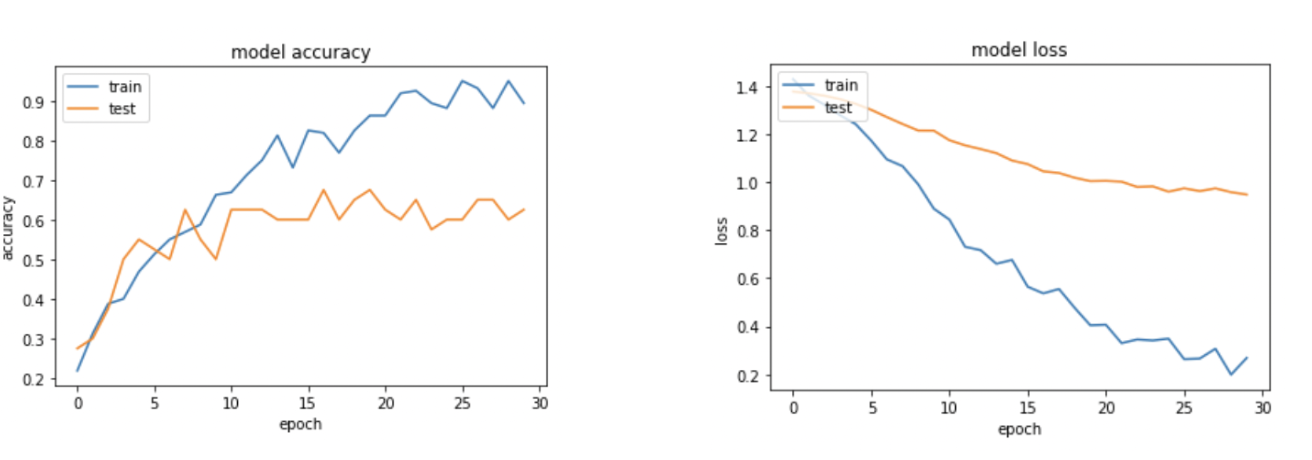 model accuracy
train
test
0.9
0.8
0.7
0.6
0.5
0.4
0.3
0.2
accuracy
0 5 10 15 20 25 30
epoch
model loss
train
test
1.4
1.2
1.0
0.8
0.6
0.4
0.2
loss
0 5 10 15 20 25 30
epoch